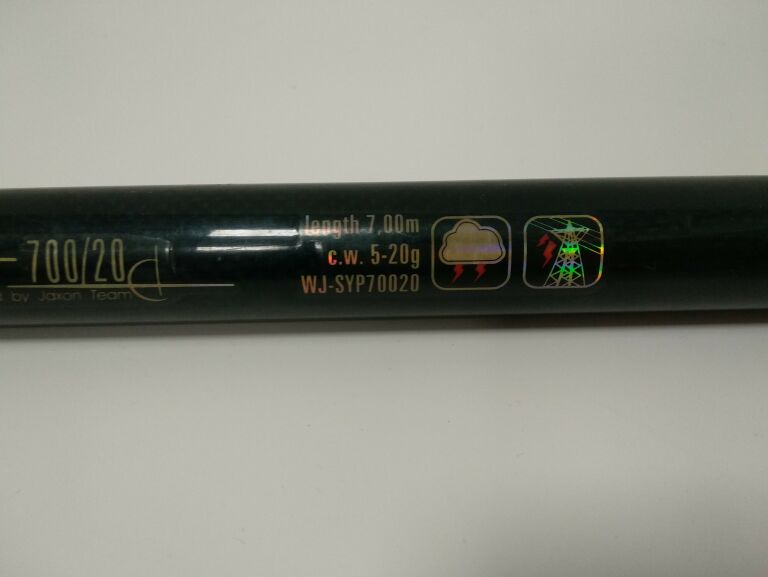 700/20
by Jaxon Team
length 7,00m
c.w. 5-20g
WJ-SYP70020